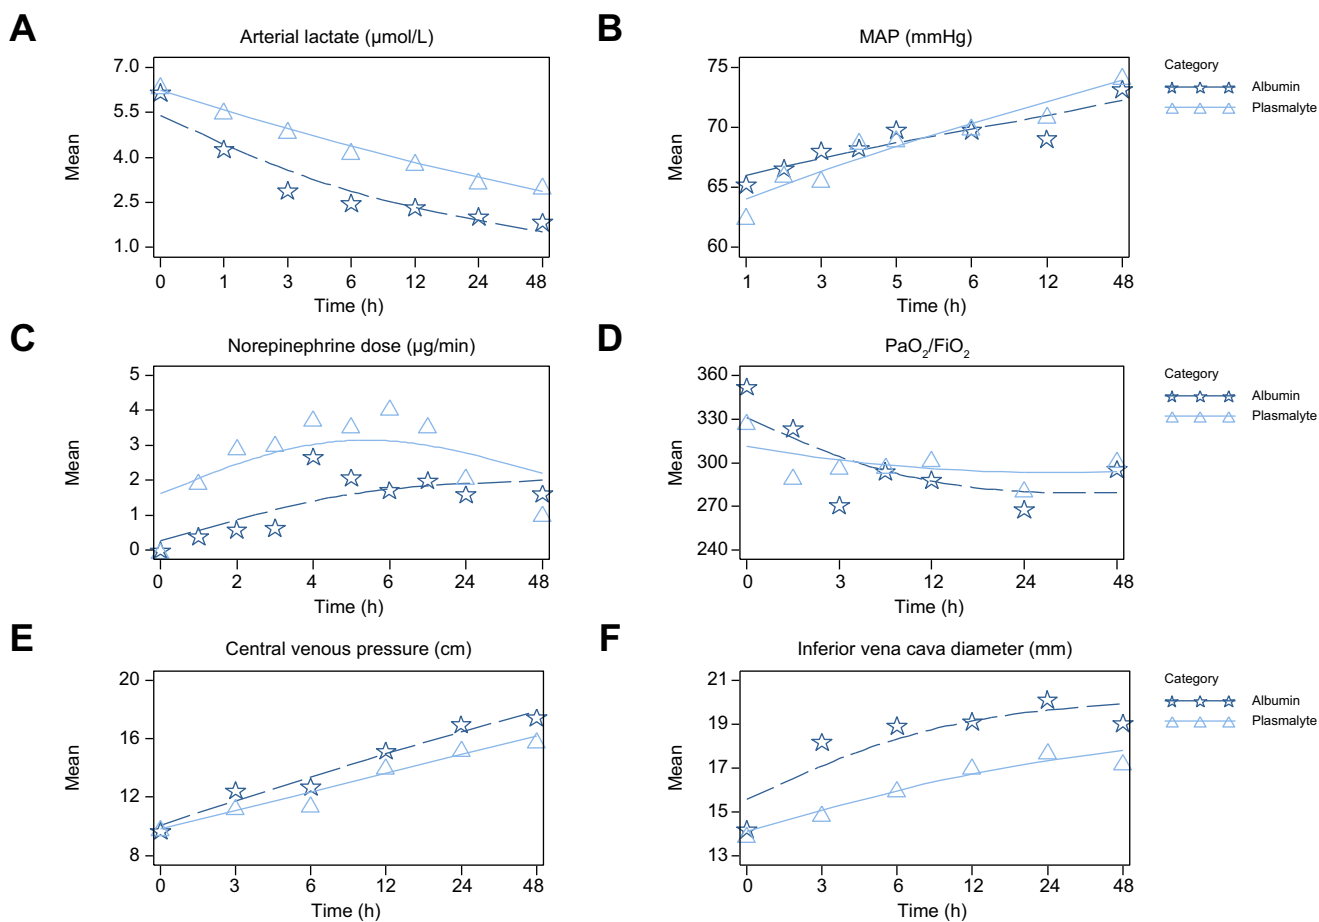 A
Arterial lactate (µmol/L)
Mean
7.0
5.5
4.0
2.5
1.0
0 1 3 6 12 24 48
Time (h)
B
MAP (mmHg)
Mean
75
70
65
60
1 3 5 6 12 48
Time (h)
Category
Albumin
Plasmalyte
C
Norepinephrine dose (µg/min)
Mean
5
4
3
2
1
0
0 2 4 6 24 48
Time (h)
D
PaO2/FiO2
Mean
360
330
300
270
240
0 3 12 24 48
Time (h)
Category
Albumin
Plasmalyte
E
Central venous pressure (cm)
Mean
20
16
12
8
0 3 6 12 24 48
Time (h)
F
Inferior vena cava diameter (mm)
Mean
21
19
17
15
13
0 3 6 12 24 48
Time (h)
Category
Albumin
Plasmalyte